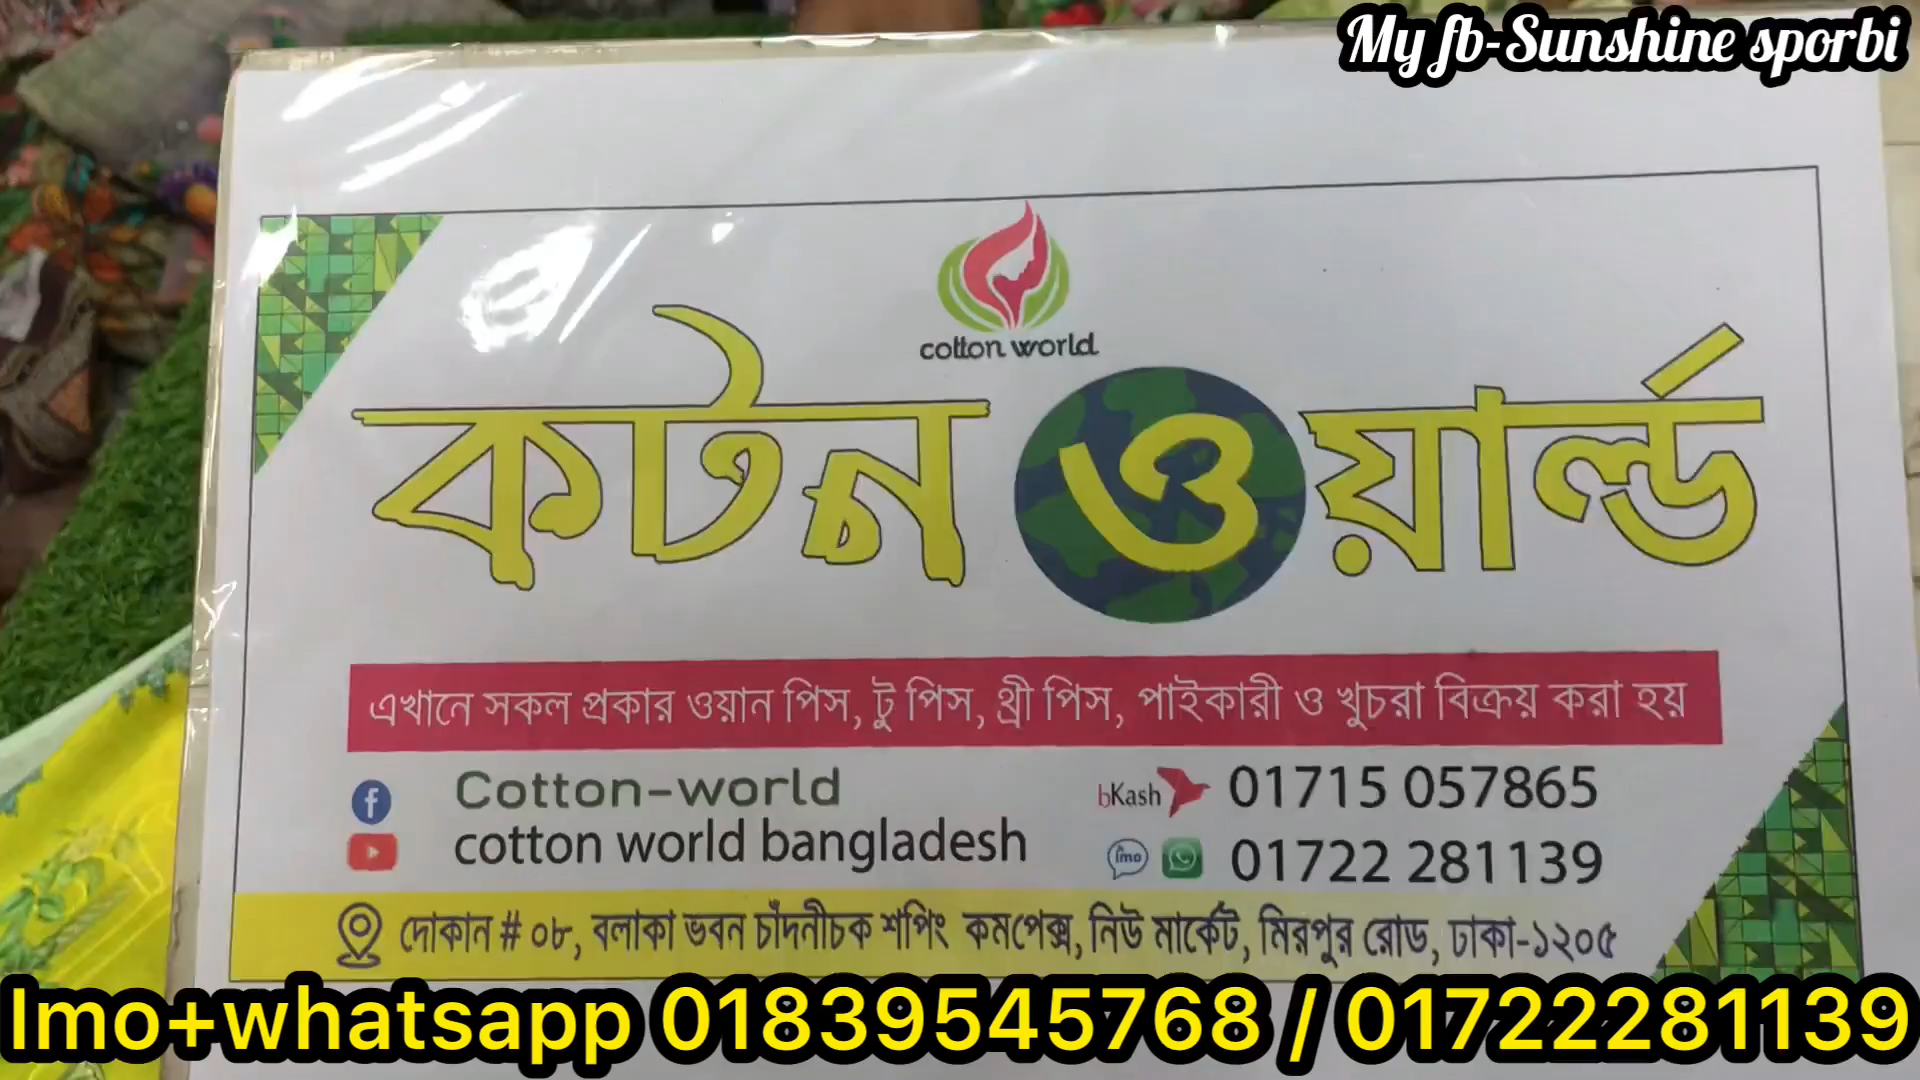 My fb-Sunshine sporbi
cotton world
কটন ওয়ার্ল্ড
এখানে সকল প্রকার ওয়ান পিস, টু পিস, থ্রী পিস, পাইকারী ও খুচরা বিক্রয় করা হয়
Cotton-world
cotton world bangladesh
bKash 01715 057865
imo 01722 281139
দোকান # ০৮, বলাকা ভবন চাঁদনীচক শপিং কমপেক্স, নিউ মার্কেট, মিরপুর রোড, ঢাকা-১২০৫
Imo+whatsapp 01839545768 / 01722281139